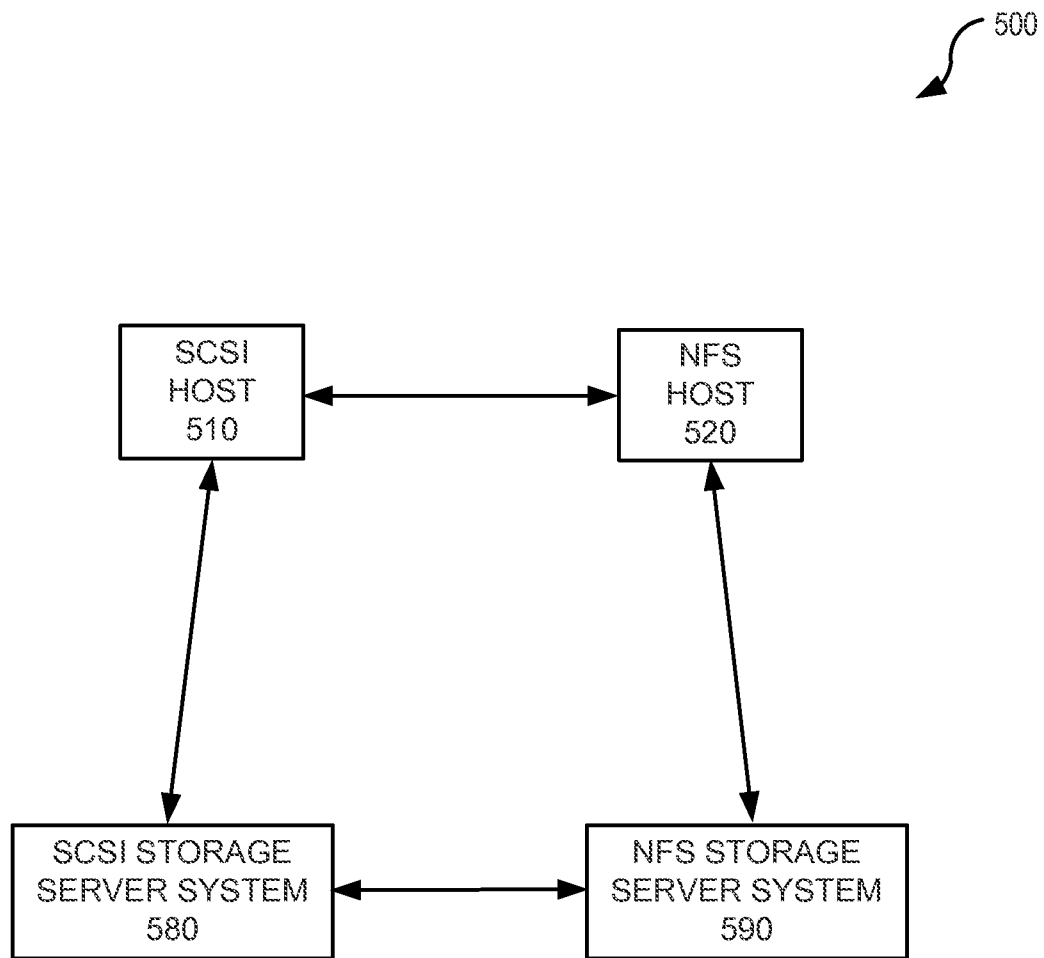 500
SCSI
HOST
510
NFS
HOST
520
SCSI STORAGE
SERVER SYSTEM
580
NFS STORAGE
SERVER SYSTEM
590